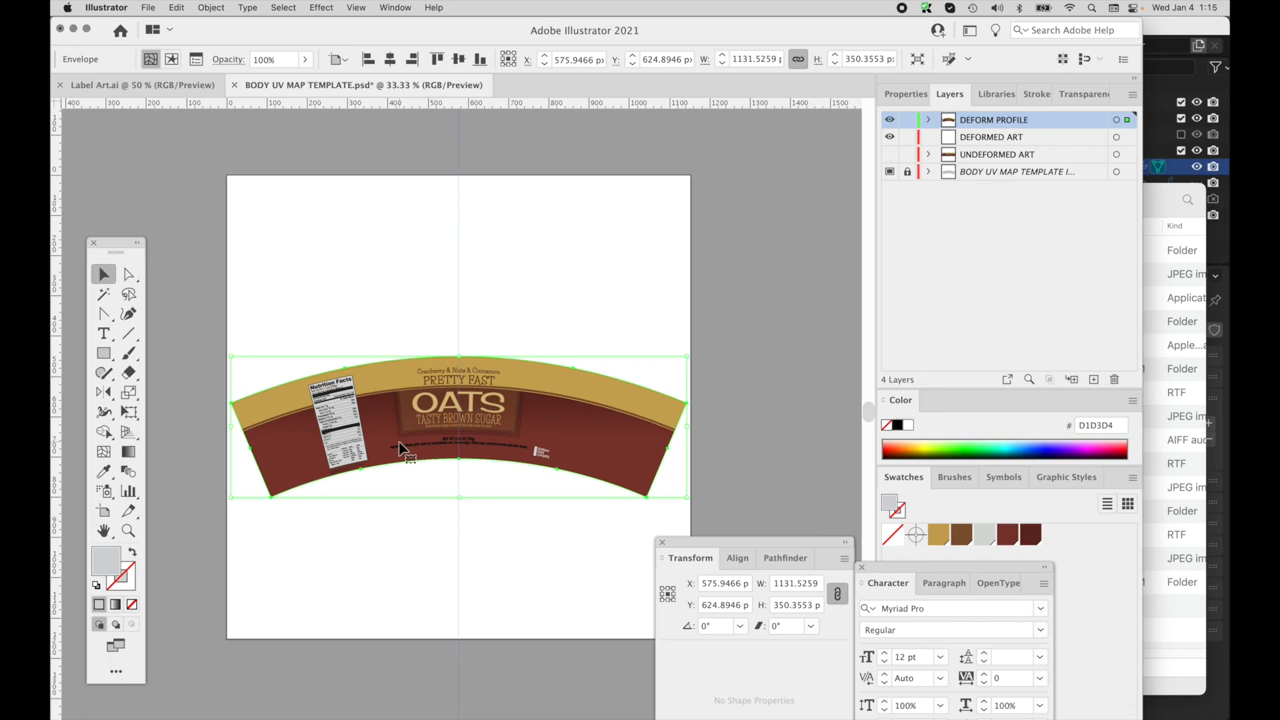 Illustrator File Edit Object Type Select Effect View Window Help Wed Jan 4 1:15
Adobe Illustrator 2021
Search Adobe Help
Envelope Opacity: 100% X: 575.9466 px Y: 624.8946 px W: 1131.5259 p H: 350.3553 p
Label Art.ai @ 50 % (RGB/Preview) BODY UV MAP TEMPLATE.psd* @ 33.33 % (RGB/Preview)
Properties Layers Libraries Stroke Transparen
DEFORM PROFILE
DEFORMED ART
UNDEFORMED ART
BODY UV MAP TEMPLATE I...
4 Layers
Color
# D1D3D4
Swatches Brushes Symbols Graphic Styles
Transform Align Pathfinder
X: 575.9466 p W: 1131.5259
Y: 624.8946 p H: 350.3553 p
0° 0°
No Shape Properties
Character Paragraph OpenType
Myriad Pro
Regular
12 pt
Auto 0
100% 100%
Kind
Folder
JPEG im
Applicat
Folder
Apple...a
Folder
RTF
JPEG im
AIFF au
RTF
JPEG im
Folder
RTF
JPEG im
Folder
Nutrition Facts
Cranberry & Nuts & Cinnamon
PRETTY FAST
OATS
TASTY BROWN SUGAR